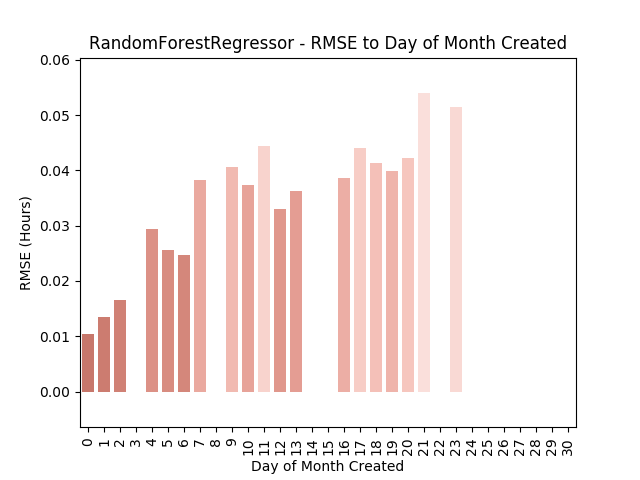 RandomForestRegressor - RMSE to Day of Month Created
0.06
0.05
0.04
0.03
0.02
0.01
0.00
RMSE (Hours)
0 1 2 3 4 5 6 7 8 9 10 11 12 13 14 15 16 17 18 19 20 21 22 23 24 25 26 27 28 29 30
Day of Month Created